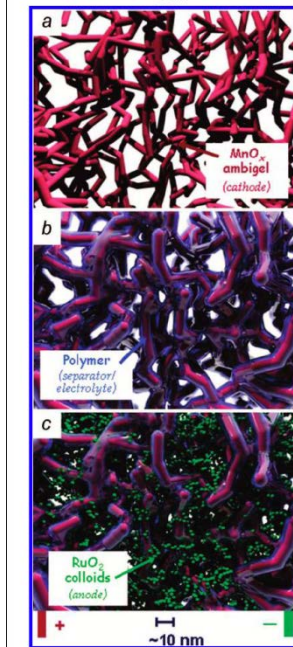 a
MnOₓ
ambigel
(cathode)
b
Polymer
(separator/
electrolyte)
c
RuO₂
colloids
(anode)
+
−
~10 nm